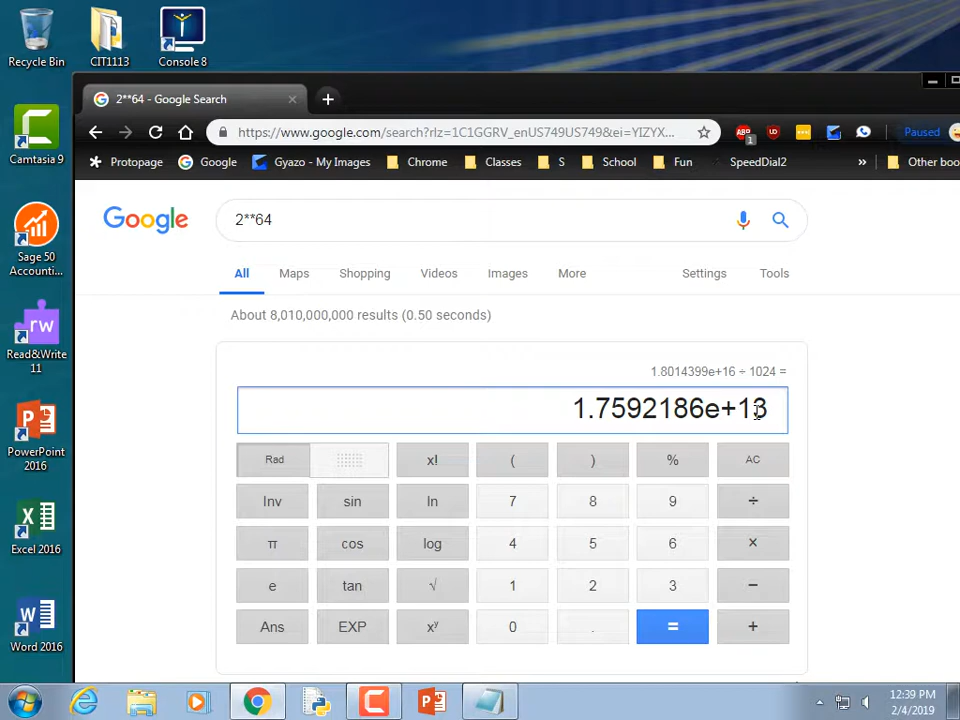 Recycle Bin
CIT1113
Console 8
Camtasia 9
Sage 50
Accounti...
Read&Write
11
PowerPoint
2016
Excel 2016
Word 2016
2**64 - Google Search
https://www.google.com/search?rlz=1C1GGRV_enUS749US749&ei=YIZYX...
1
Paused
Protopage
Google
Gyazo - My Images
Chrome
Classes
S
School
Fun
SpeedDial2
»
Other boo
Google
2**64
All
Maps
Shopping
Videos
Images
More
Settings
Tools
About 8,010,000,000 results (0.50 seconds)
1.8014399e+16 ÷ 1024 =
1.7592186e+13
Rad
x!
(
)
%
AC
Inv
sin
ln
7
8
9
÷
π
cos
log
4
5
6
×
e
tan
√
1
2
3
−
Ans
EXP
xʸ
0
.
=
+
12:39 PM
2/4/2019